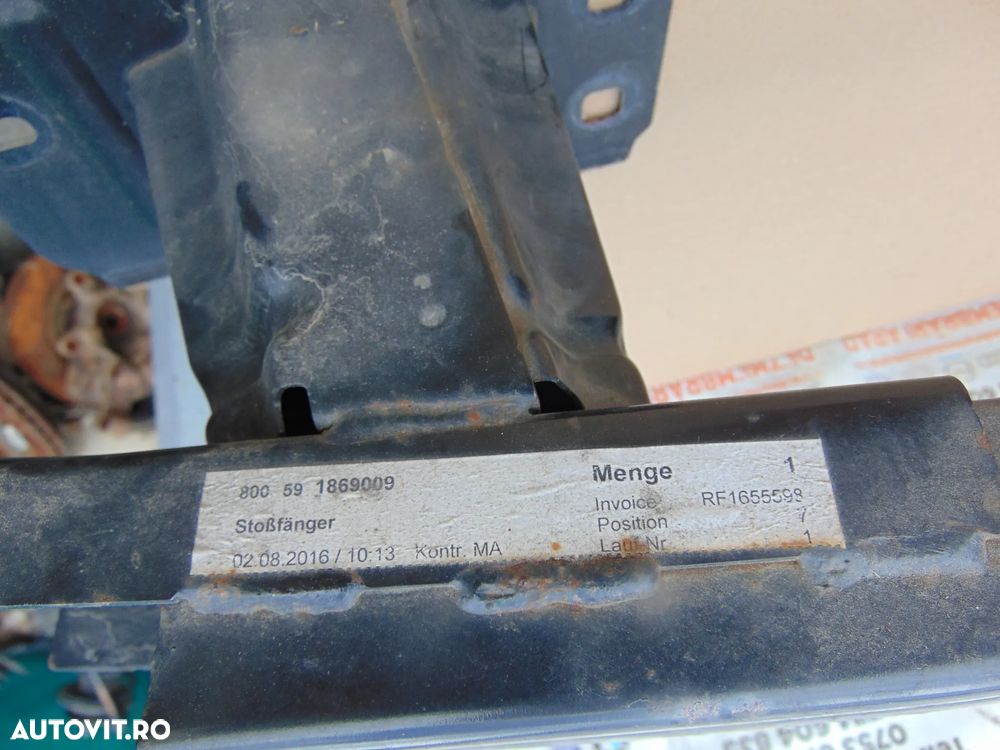 800 59 1869009
Stoßfänger
02.08.2016 / 10:13 Kontr. MA
Menge 1
Invoice RF1655598
Position 7
Lauf Nr 1
AUTOVIT.RO